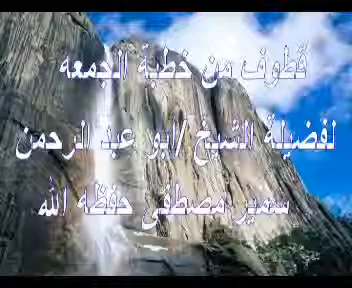 قطوف من خطبة الجمعه
لفضيلة الشيخ / ابو عبد الرحمن
سمير مصطفى حفظه الله